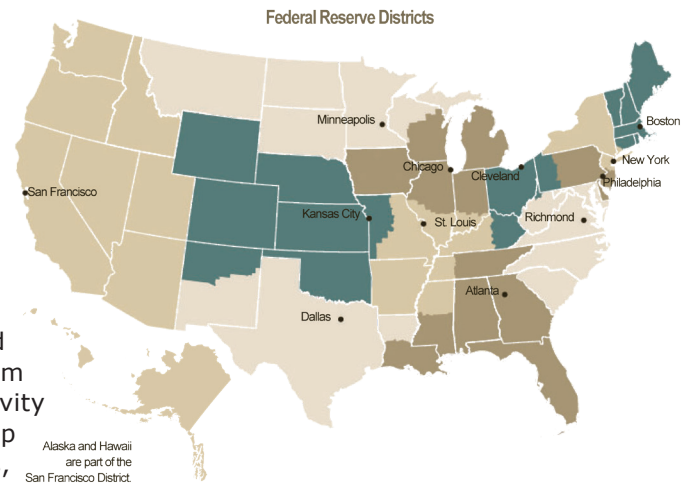 Federal Reserve Districts
Minneapolis
Boston
Chicago
Cleveland
New York
Philadelphia
San Francisco
Kansas City
St. Louis
Richmond
Atlanta
Dallas
d
m
vity
p
,
Alaska and Hawaii
are part of the
San Francisco District.